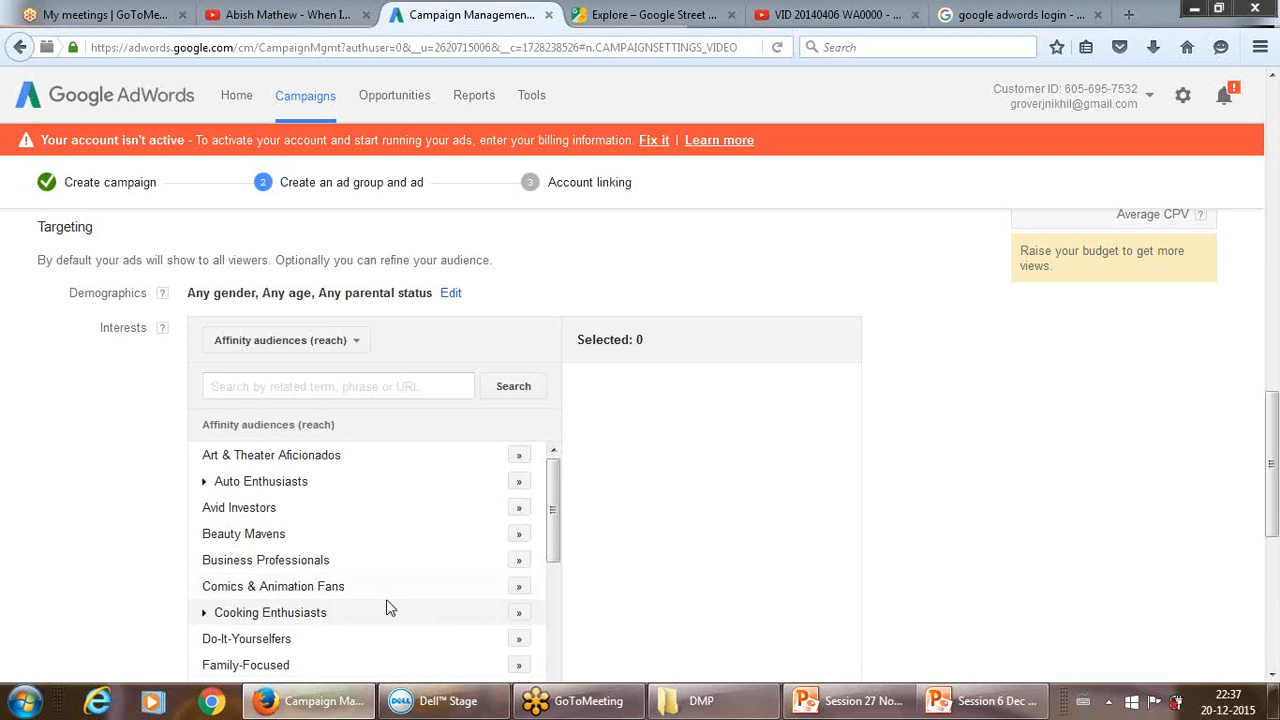 My meetings | GoToMe...
Ann Mathew - When I...
Campaign Managemen...
Explore – Google Street ...
VID 20140406 WA0000 - ...
google adwords login - ...
https://adwords.google.com/cm/CampaignMgmt?authuser=0&__u=2620715006&__c=1728238526#n.CAMPAIGNSETTINGS_VIDEO
Search
Google AdWords
Home
Campaigns
Opportunities
Reports
Tools
Customer ID: 605-695-7532
groverjnikhil@gmail.com
Your account isn't active - To activate your account and start running your ads, enter your billing information. Fix it | Learn more
Create campaign
2 Create an ad group and ad
3 Account linking
Targeting
Average CPV ?
By default your ads will show to all viewers. Optionally you can refine your audience.
Raise your budget to get more
views.
Demographics ? Any gender, Any age, Any parental status Edit
Interests ?
Affinity audiences (reach)
Selected: 0
Search by related term, phrase or URL
Search
Affinity audiences (reach)
Art & Theater Aficionados »
Auto Enthusiasts »
Avid Investors »
Beauty Mavens »
Business Professionals »
Comics & Animation Fans »
Cooking Enthusiasts »
Do-It-Yourselfers »
Family-Focused »
Campaign Ma...
Dell™ Stage
GoToMeeting
DMP
Session 27 No...
Session 6 Dec ...
22:37
20-12-2015